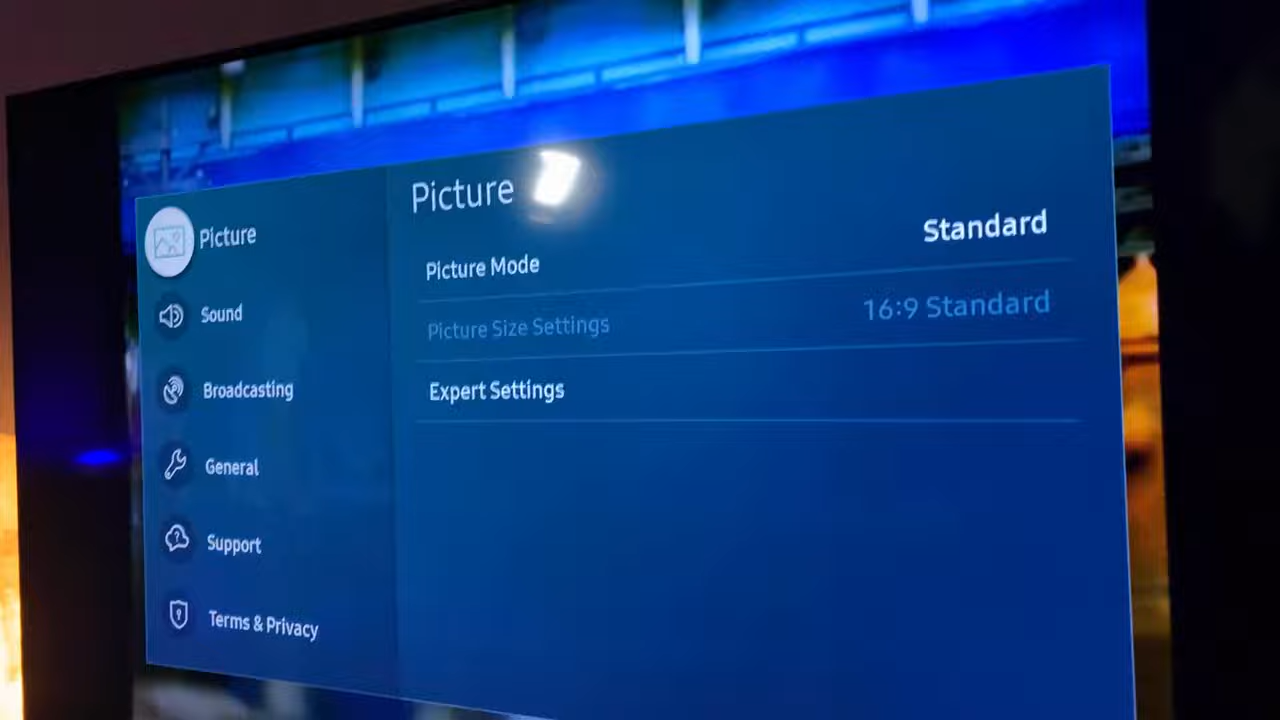 Picture
Sound
Broadcasting
General
Support
Terms & Privacy
Picture
Picture Mode Standard
Picture Size Settings 16:9 Standard
Expert Settings